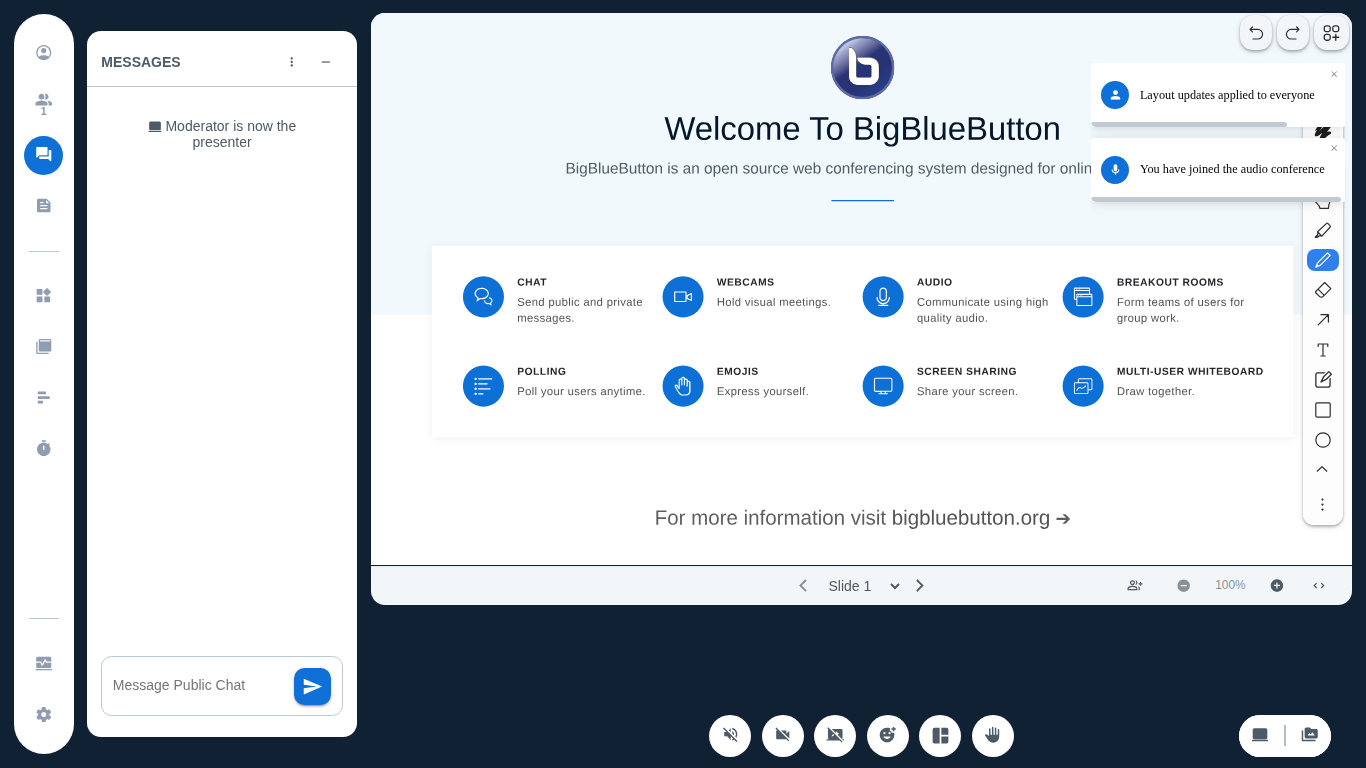 1
MESSAGES
Moderator is now the
presenter
Message Public Chat
Welcome To BigBlueButton
BigBlueButton is an open source web conferencing system designed for onlin
Layout updates applied to everyone
You have joined the audio conference
CHAT
Send public and private
messages.
WEBCAMS
Hold visual meetings.
AUDIO
Communicate using high
quality audio.
BREAKOUT ROOMS
Form teams of users for
group work.
POLLING
Poll your users anytime.
EMOJIS
Express yourself.
SCREEN SHARING
Share your screen.
MULTI-USER WHITEBOARD
Draw together.
For more information visit bigbluebutton.org ➔
Slide 1
100%